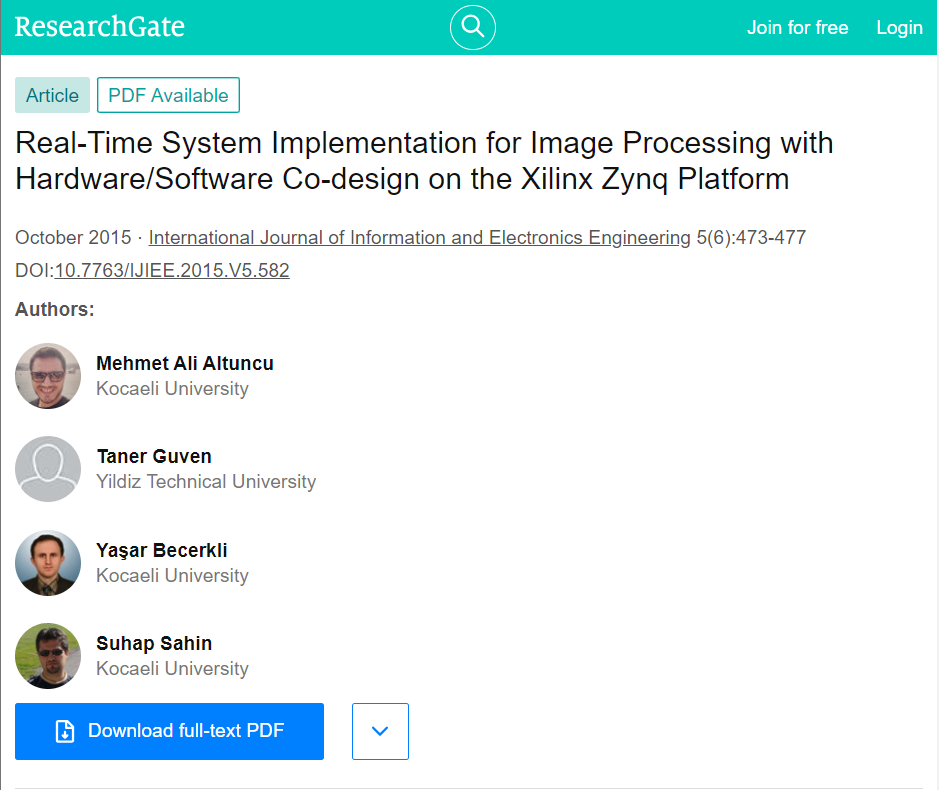 ResearchGate
Join for free
Login
Article
PDF Available
Real-Time System Implementation for Image Processing with
Hardware/Software Co-design on the Xilinx Zynq Platform
October 2015 · International Journal of Information and Electronics Engineering 5(6):473-477
DOI:10.7763/IJIEE.2015.V5.582
Authors:
Mehmet Ali Altuncu
Kocaeli University
Taner Guven
Yildiz Technical University
Yaşar Becerkli
Kocaeli University
Suhap Sahin
Kocaeli University
Download full-text PDF